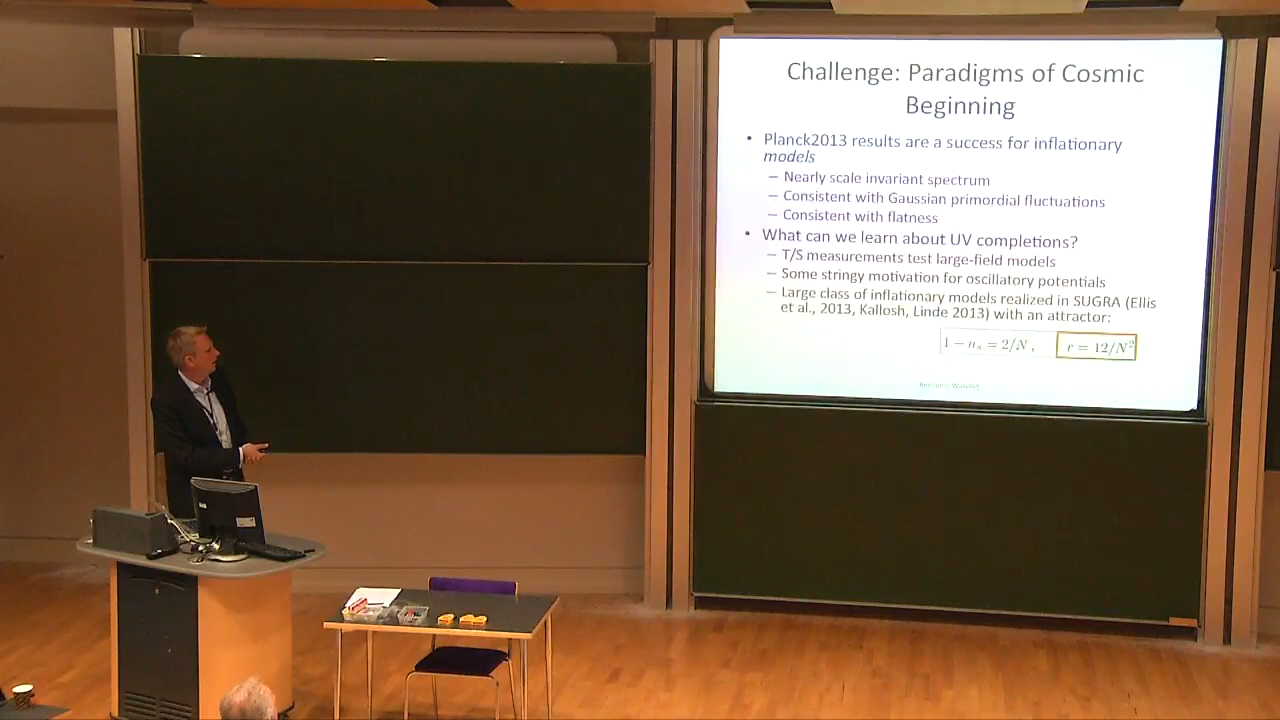 Challenge: Paradigms of Cosmic
Beginning
• Planck2013 results are a success for inflationary
models
– Nearly scale invariant spectrum
– Consistent with Gaussian primordial fluctuations
– Consistent with flatness
• What can we learn about UV completions?
– T/S measurements test large-field models
– Some stringy motivation for oscillatory potentials
– Large class of inflationary models realized in SUGRA (Ellis
et al., 2013, Kallosh, Linde 2013) with an attractor:
1 − nₛ = 2/N , r = 12/N²